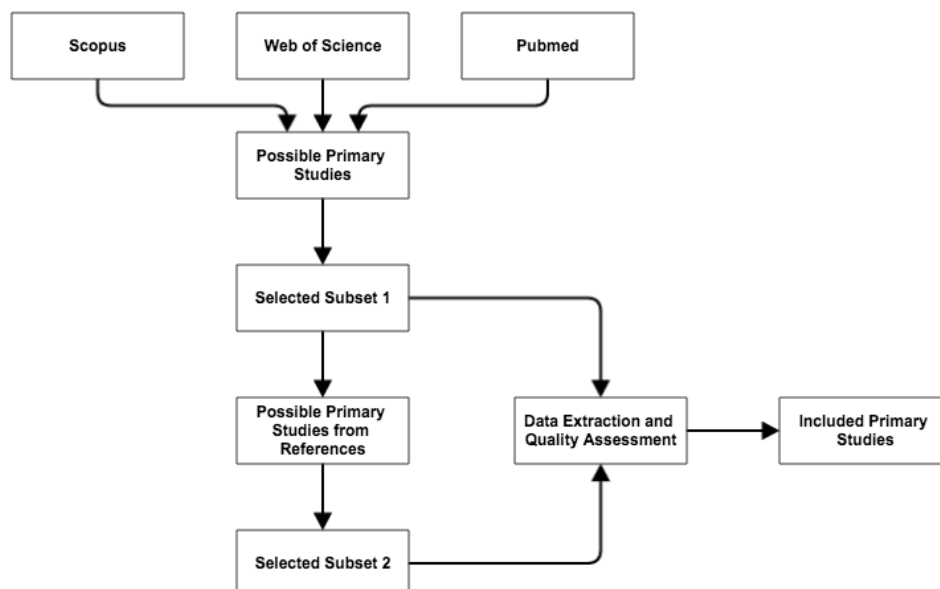 Scopus
Web of Science
Pubmed
Possible Primary
Studies
Selected Subset 1
Possible Primary
Studies from
References
Data Extraction and
Quality Assessment
Included Primary
Studies
Selected Subset 2